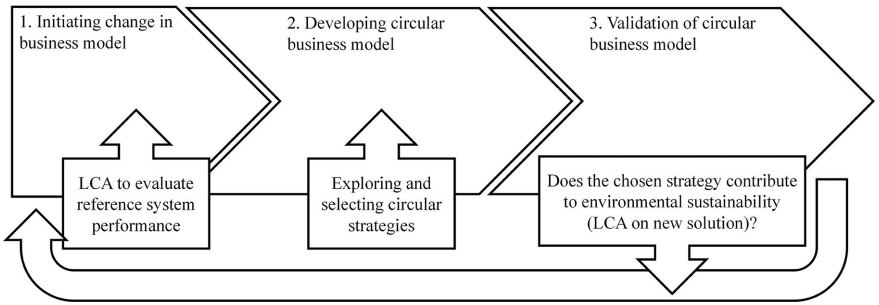 1. Initiating change in
business model
2. Developing circular
business model
3. Validation of circular
business model
LCA to evaluate
reference system
performance
Exploring and
selecting circular
strategies
Does the chosen strategy contribute
to environmental sustainability
(LCA on new solution)?